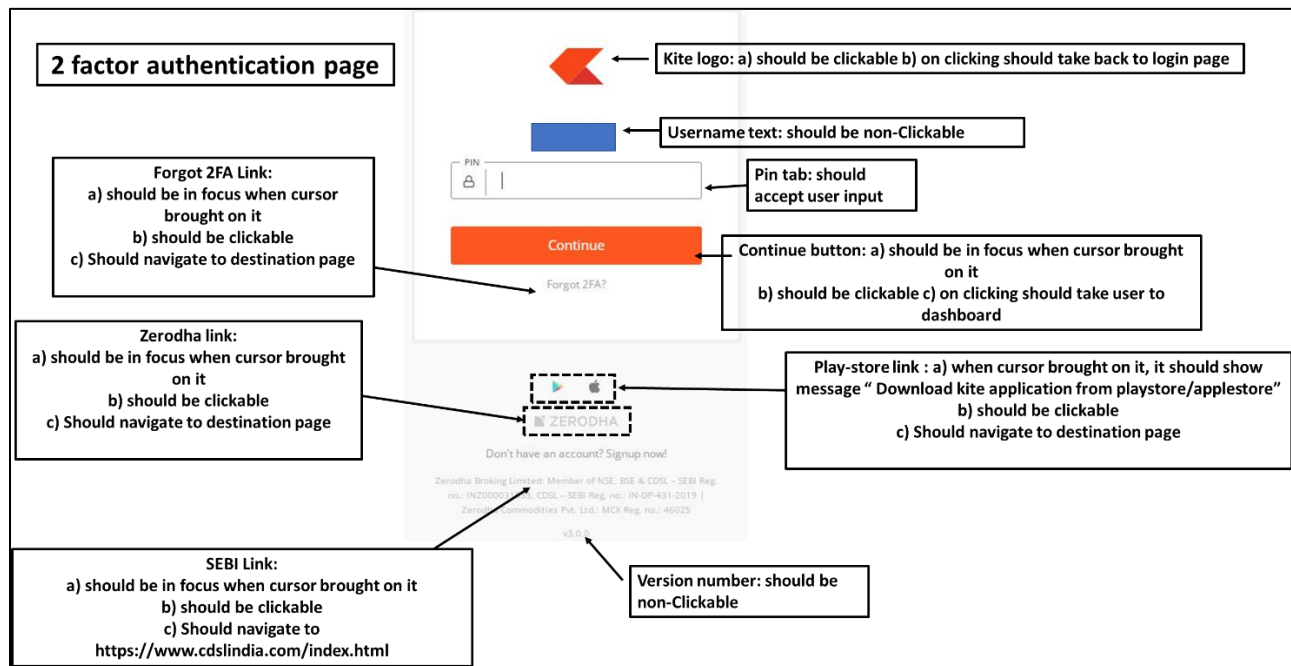 2 factor authentication page
Kite logo: a) should be clickable b) on clicking should take back to login page
Username text: should be non-Clickable
Forgot 2FA Link:
a) should be in focus when cursor
brought on it
b) should be clickable
c) Should navigate to destination page
PIN
Pin tab: should
accept user input
Continue
Continue button: a) should be in focus when cursor brought
on it
b) should be clickable c) on clicking should take user to
dashboard
Forgot 2FA?
Zerodha link:
a) should be in focus when cursor brought
on it
b) should be clickable
c) Should navigate to destination page
Play-store link : a) when cursor brought on it, it should show
message “ Download kite application from playstore/applestore”
b) should be clickable
c) Should navigate to destination page
ZERODHA
Don't have an account? Signup now!
Zerodha Broking Limited: Member of NSE, BSE & CDSL – SEBI Reg.
no.: CDSL – SEBI Reg. no.: IN-DP-431-2019 |
Zerodha Commodities Pvt. Ltd.: MCX Reg. no.: 46025
v3.0.0
SEBI Link:
a) should be in focus when cursor brought on it
b) should be clickable
c) Should navigate to
https://www.cdslindia.com/index.html
Version number: should be
non-Clickable